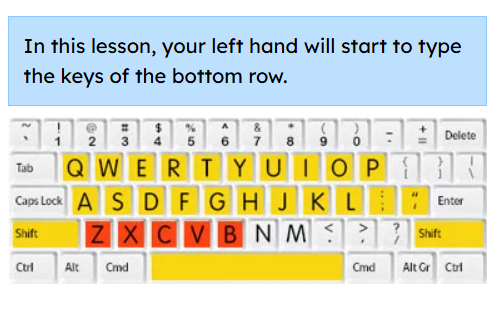 In this lesson, your left hand will start to type
the keys of the bottom row.
~ ! @ # $ % ^ & * ( ) - + Delete
` 1 2 3 4 5 6 7 8 9 0 - =
Tab Q W E R T Y U I O P { } |
[ ] \
Caps Lock A S D F G H J K L : " Enter
; ,
Shift Z X C V B N M < > ? Shift
. , /
Ctrl Alt Cmd Cmd Alt Gr Ctrl